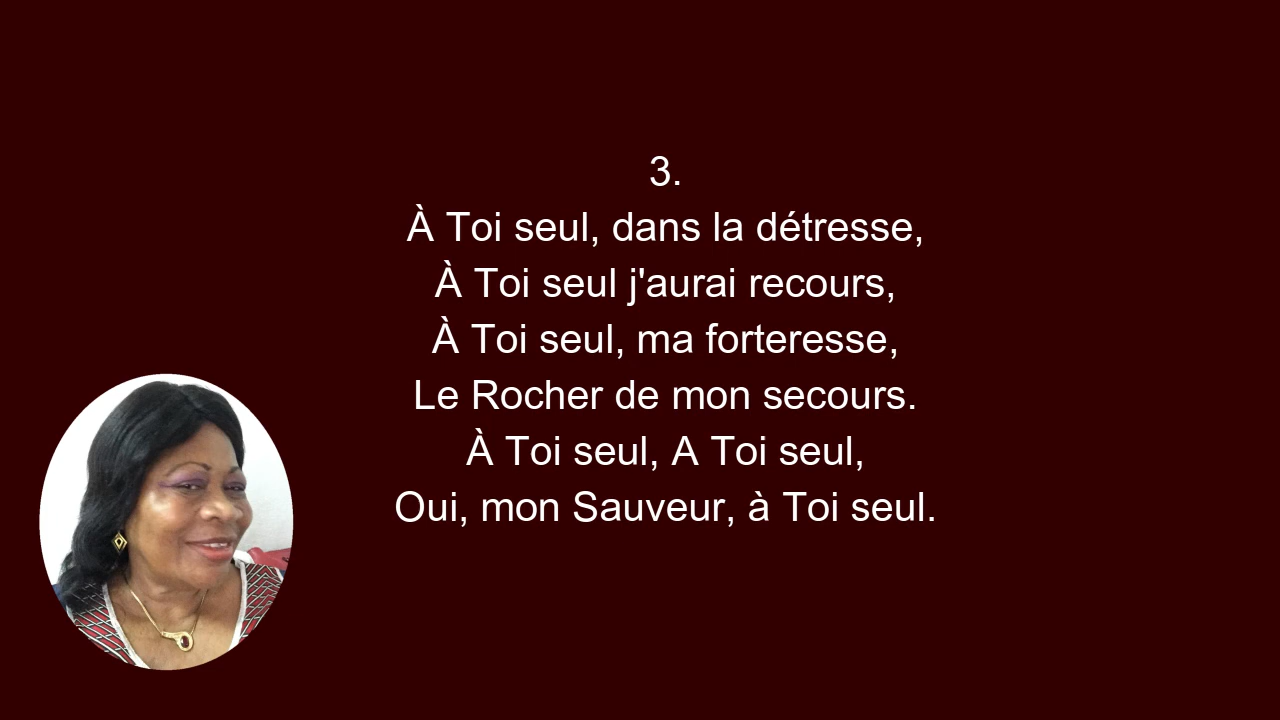 3.
À Toi seul, dans la détresse,
À Toi seul j'aurai recours,
À Toi seul, ma forteresse,
Le Rocher de mon secours.
À Toi seul, A Toi seul,
Oui, mon Sauveur, à Toi seul.